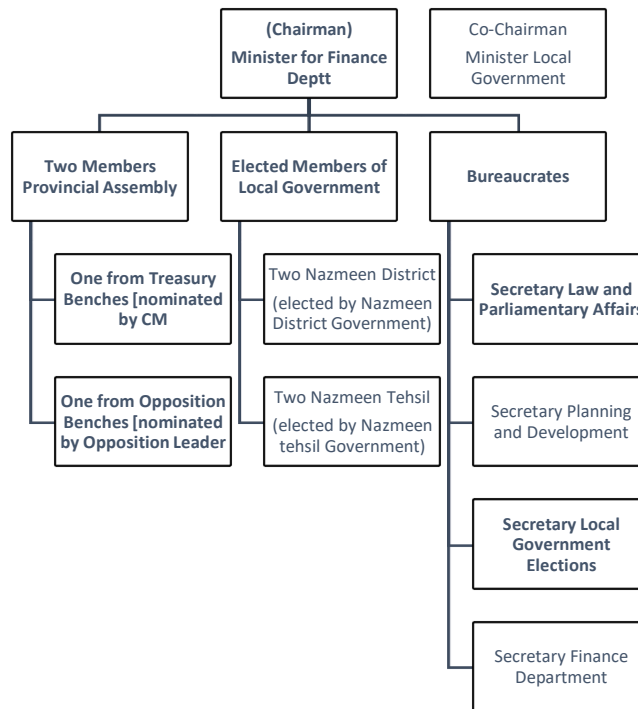 (Chairman)
Minister for Finance
Deptt
Co-Chairman
Minister Local
Government
Two Members
Provincial Assembly
Elected Members of
Local Government
Bureaucrates
One from Treasury
Benches [nominated
by CM
Two Nazmeen District
(elected by Nazmeen
District Government)
Secretary Law and
Parliamentary Affairs
One from Opposition
Benches [nominated
by Opposition Leader
Two Nazmeen Tehsil
(elected by Nazmeen
tehsil Government)
Secretary Planning
and Development
Secretary Local
Government
Elections
Secretary Finance
Department